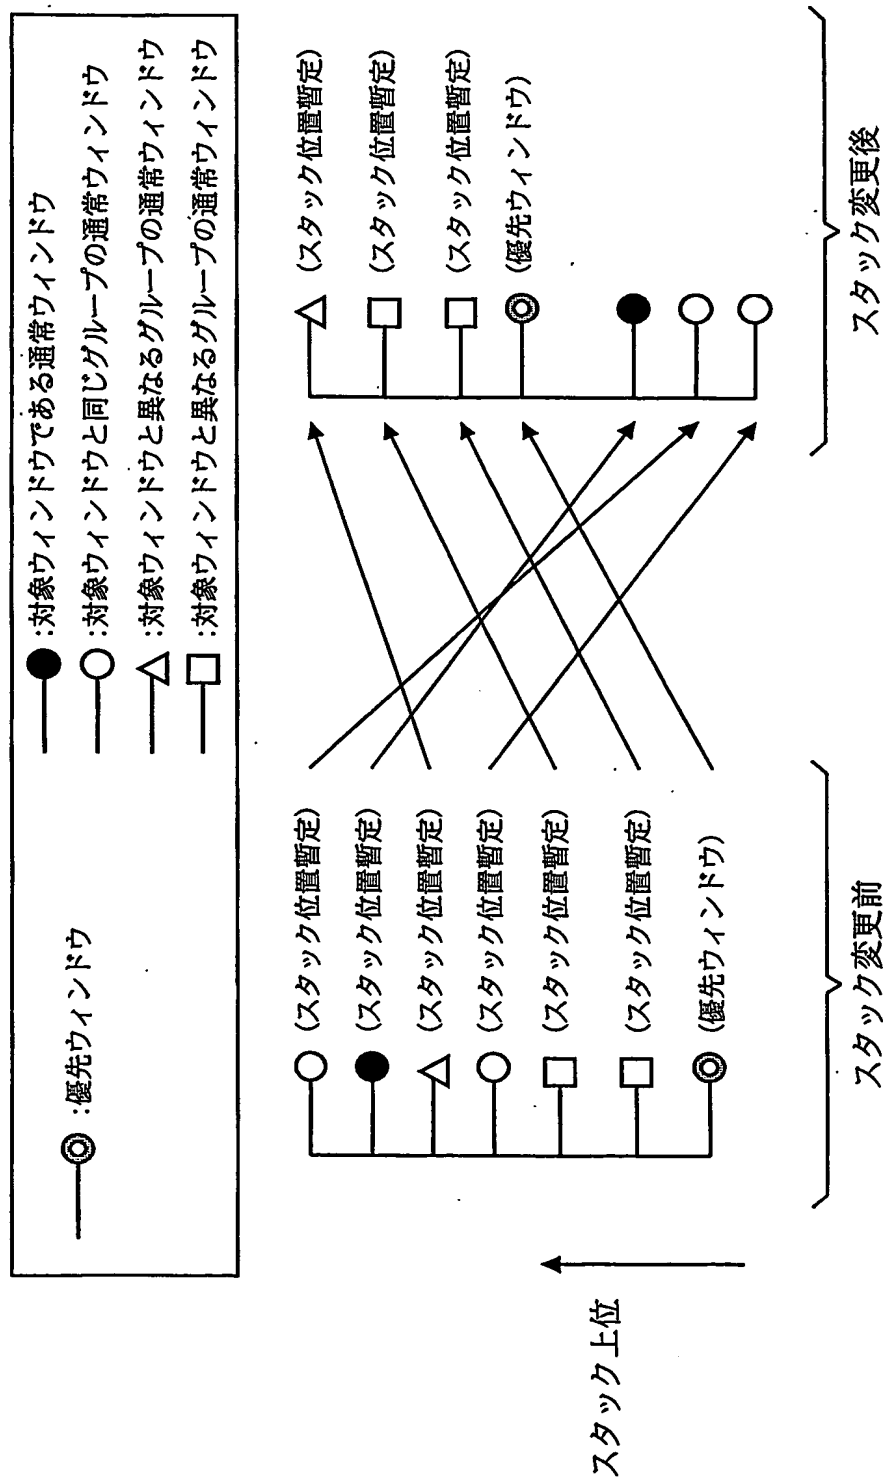 ◎:優先ウィンドウ
●:対象ウィンドウである通常ウィンドウ
○:対象ウィンドウと同じグループの通常ウィンドウ
△:対象ウィンドウと異なるグループの通常ウィンドウ
□:対象ウィンドウと異なるグループの通常ウィンドウ
スタック上位
(スタック位置暫定)
(スタック位置暫定)
(スタック位置暫定)
(スタック位置暫定)
(スタック位置暫定)
(スタック位置暫定)
(優先ウィンドウ)
スタック変更前
(スタック位置暫定)
(スタック位置暫定)
(スタック位置暫定)
(優先ウィンドウ)
スタック変更後